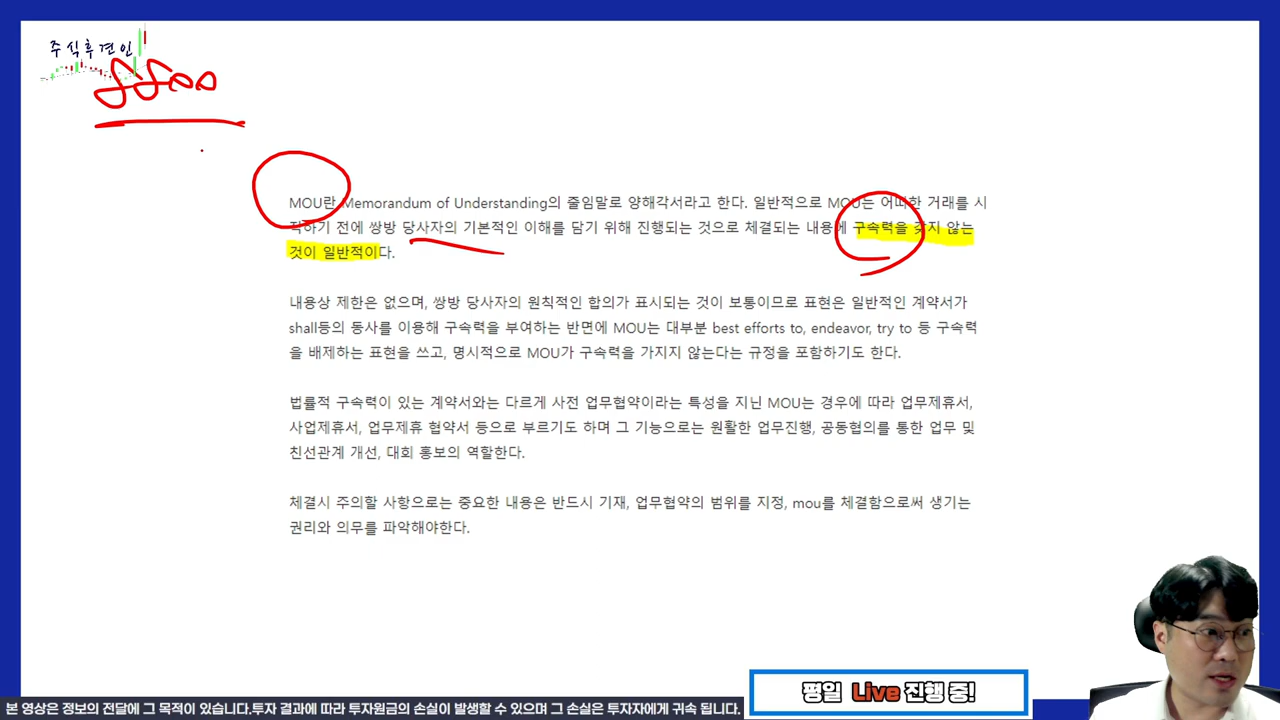 주식후견인
MOU란 Memorandum of Understanding의 줄임말로 양해각서라고 한다. 일반적으로 MOU는 어떠한 거래를 시
작하기 전에 쌍방 당사자의 기본적인 이해를 담기 위해 진행되는 것으로 체결되는 내용에 구속력을 갖지 않는
것이 일반적이다.
내용상 제한은 없으며, 쌍방 당사자의 원칙적인 합의가 표시되는 것이 보통이므로 표현은 일반적인 계약서가
shall등의 동사를 이용해 구속력을 부여하는 반면에 MOU는 대부분 best efforts to, endeavor, try to 등 구속력
을 배제하는 표현을 쓰고, 명시적으로 MOU가 구속력을 가지지 않는다는 규정을 포함하기도 한다.
법률적 구속력이 있는 계약서와는 다르게 사전 업무협약이라는 특성을 지닌 MOU는 경우에 따라 업무제휴서,
사업제휴서, 업무제휴 협약서 등으로 부르기도 하며 그 기능으로는 원활한 업무진행, 공동협의를 통한 업무 및
친선관계 개선, 대회 홍보의 역할한다.
체결시 주의할 사항으로는 중요한 내용은 반드시 기재, 업무협약의 범위를 지정, mou를 체결함으로써 생기는
권리와 의무를 파악해야한다.
평일 Live 진행 중!
본 영상은 정보의 전달에 그 목적이 있습니다.투자 결과에 따라 투자원금의 손실이 발생할 수 있으며 그 손실은 투자자에게 귀속 됩니다.